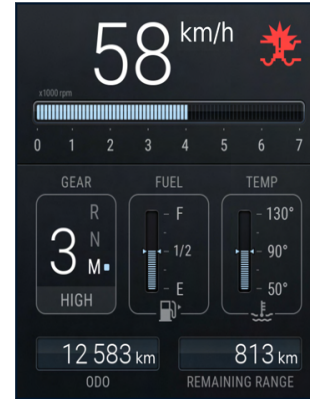 58 km/h
x1000 rpm
0 1 2 3 4 5 6 7
GEAR FUEL TEMP
R F 130°
3 N 1/2 90°
M E 50°
HIGH
12 583 km 813 km
ODO REMAINING RANGE